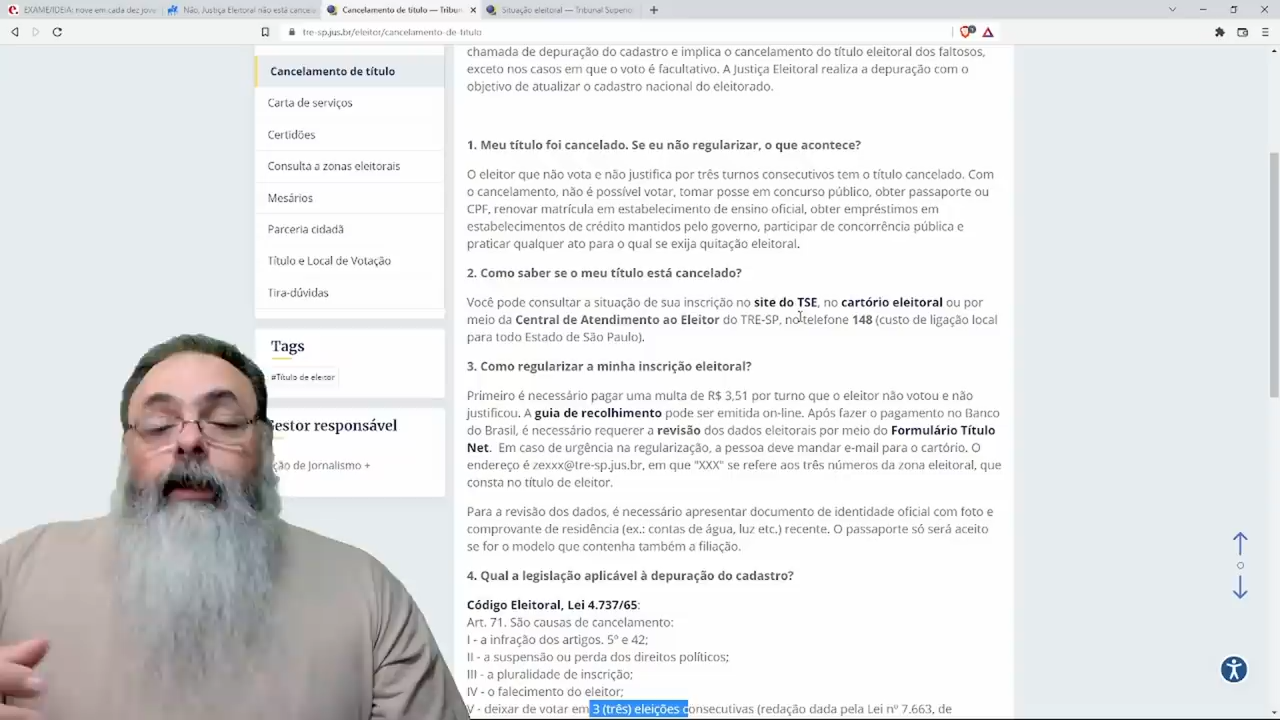 EXAME/IDEIA: nove em cada dez jove
Não, Justiça Eleitoral não está cancel
Cancelamento de título — Tribunal
Situação eleitoral — Tribunal Superio
tre-sp.jus.br/eleitor/cancelamento-de-titulo
Cancelamento de título
Carta de serviços
Certidões
Consulta a zonas eleitorais
Mesários
Parceria cidadã
Título e Local de Votação
Tira-dúvidas
Tags
#Título de eleitor
estor responsável
ção de Jornalismo +
chamada de depuração do cadastro e implica o cancelamento do título eleitoral dos faltosos,
exceto nos casos em que o voto é facultativo. A Justiça Eleitoral realiza a depuração com o
objetivo de atualizar o cadastro nacional do eleitorado.
1. Meu título foi cancelado. Se eu não regularizar, o que acontece?
O eleitor que não vota e não justifica por três turnos consecutivos tem o título cancelado. Com
o cancelamento, não é possível votar, tomar posse em concurso público, obter passaporte ou
CPF, renovar matrícula em estabelecimento de ensino oficial, obter empréstimos em
estabelecimentos de crédito mantidos pelo governo, participar de concorrência pública e
praticar qualquer ato para o qual se exija quitação eleitoral.
2. Como saber se o meu título está cancelado?
Você pode consultar a situação de sua inscrição no site do TSE, no cartório eleitoral ou por
meio da Central de Atendimento ao Eleitor do TRE-SP, no telefone 148 (custo de ligação local
para todo Estado de São Paulo).
3. Como regularizar a minha inscrição eleitoral?
Primeiro é necessário pagar uma multa de R$ 3,51 por turno que o eleitor não votou e não
justificou. A guia de recolhimento pode ser emitida on-line. Após fazer o pagamento no Banco
do Brasil, é necessário requerer a revisão dos dados eleitorais por meio do Formulário Título
Net. Em caso de urgência na regularização, a pessoa deve mandar e-mail para o cartório. O
endereço é zexxx@tre-sp.jus.br, em que "XXX" se refere aos três números da zona eleitoral, que
consta no título de eleitor.
Para a revisão dos dados, é necessário apresentar documento de identidade oficial com foto e
comprovante de residência (ex.: contas de água, luz etc.) recente. O passaporte só será aceito
se for o modelo que contenha também a filiação.
4. Qual a legislação aplicável à depuração do cadastro?
Código Eleitoral, Lei 4.737/65:
Art. 71. São causas de cancelamento:
I - a infração dos artigos. 5º e 42;
II - a suspensão ou perda dos direitos políticos;
III - a pluralidade de inscrição;
IV - o falecimento do eleitor;
V - deixar de votar em 3 (três) eleições consecutivas (redação dada pela Lei nº 7.663, de